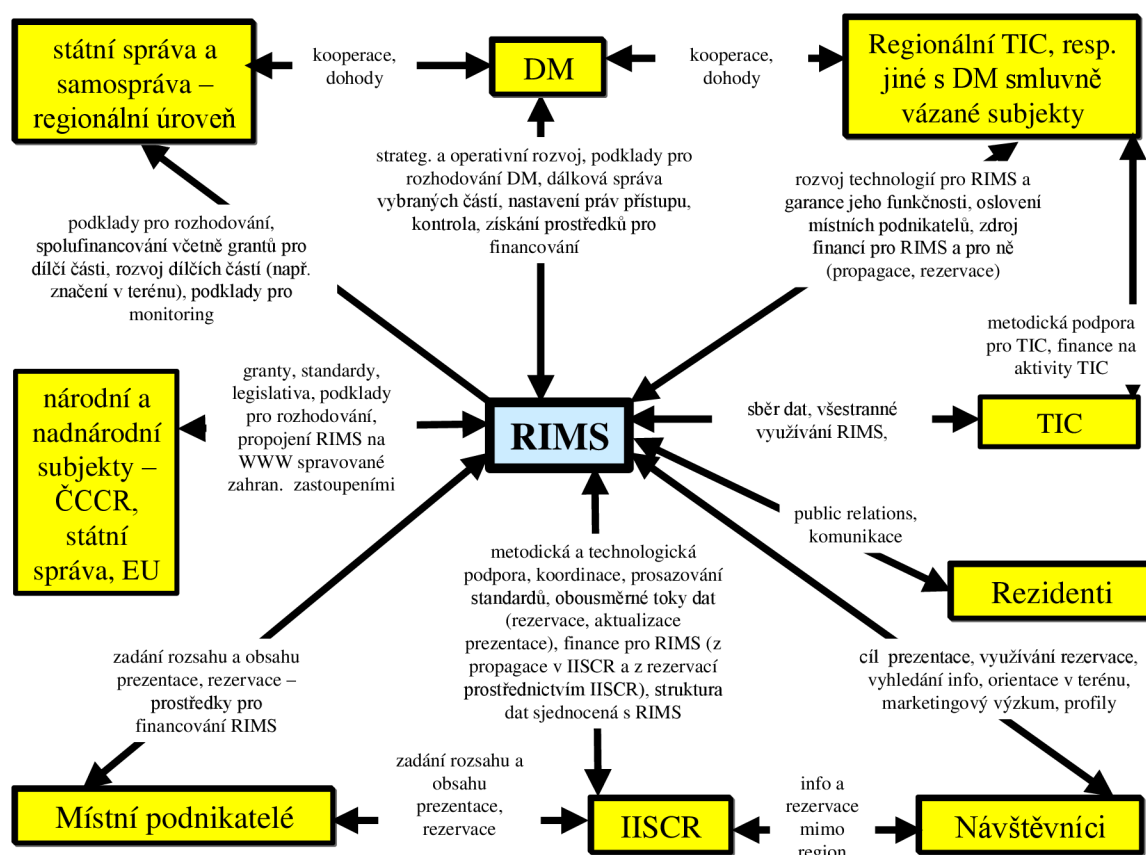 státní správa a
samospráva –
regionální úroveň
kooperace,
dohody
DM
kooperace,
dohody
Regionální TIC, resp.
jiné s DM smluvně
vázané subjekty
strateg. a operativní rozvoj, podklady pro
rozhodování DM, dálková správa
vybraných částí, nastavení práv přístupu,
kontrola, získání prostředků pro
financování
rozvoj technologií pro RIMS a
garance jeho funkčnosti, oslovení
místních podnikatelů, zdroj
financí pro RIMS a pro ně
(propagace, rezervace)
podklady pro rozhodování,
spolufinancování včetně grantů pro
dílčí části, rozvoj dílčích částí (např.
značení v terénu), podklady pro
monitoring
metodická podpora
pro TIC, finance na
aktivity TIC
národní a
nadnárodní
subjekty –
ČCCR,
státní
správa, EU
granty, standardy,
legislativa, podklady
pro rozhodování,
propojení RIMS na
WWW spravované
zahran. zastoupeními
RIMS
sběr dat, všestranné
využívání RIMS,
TIC
public relations,
komunikace
Rezidenti
metodická a technologická
podpora, koordinace, prosazování
standardů, obousměrné toky dat
(rezervace, aktualizace
prezentace), finance pro RIMS (z
propagace v IISCR a z rezervací
prostřednictvím IISCR), struktura
dat sjednocená s RIMS
zadání rozsahu a obsahu
prezentace, rezervace –
prostředky pro
financování RIMS
cíl prezentace, využívání rezervace,
vyhledání info, orientace v terénu,
marketingový výzkum, profily
Místní podnikatelé
zadání rozsahu a
obsahu
prezentace,
rezervace
IISCR
info a
rezervace
mimo
region
Návštěvníci